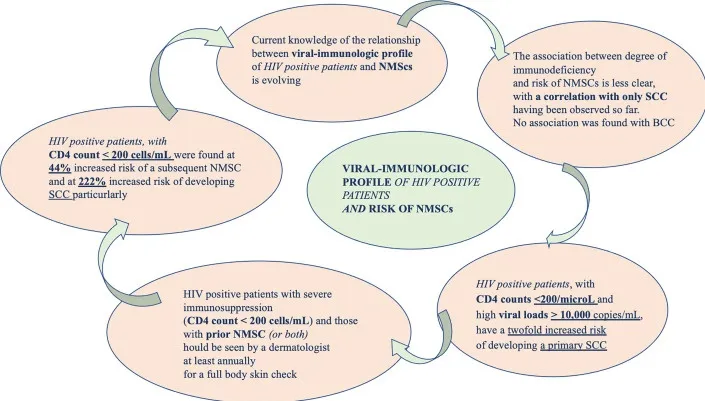 Current knowledge of the relationship
between viral-immunologic profile
of HIV positive patients and NMScs
is evolving
The association between degree of
immunodeficiency
and risk of NMSCs is less clear,
with a correlation with only SCC
having been observed so far.
No association was found with BCC
HIV positive patients, with
CD4 counts <200/microL and
high viral loads > 10,000 copies/mL,
have a twofold increased risk
of developing a primary SCC
HIV positive patients with severe
immunosuppression
(CD4 count < 200 cells/mL) and those
with prior NMSC (or both)
hould be seen by a dermatologist
at least annually
for a full body skin check
HIV positive patients, with
CD4 count < 200 cells/mL were found at
44% increased risk of a subsequent NMSC
and at 222% increased risk of developing
SCC particurlarly
VIRAL-IMMUNOLOGIC
PROFILE OF HIV POSITIVE
PATIENTS
AND RISK OF NMSCs